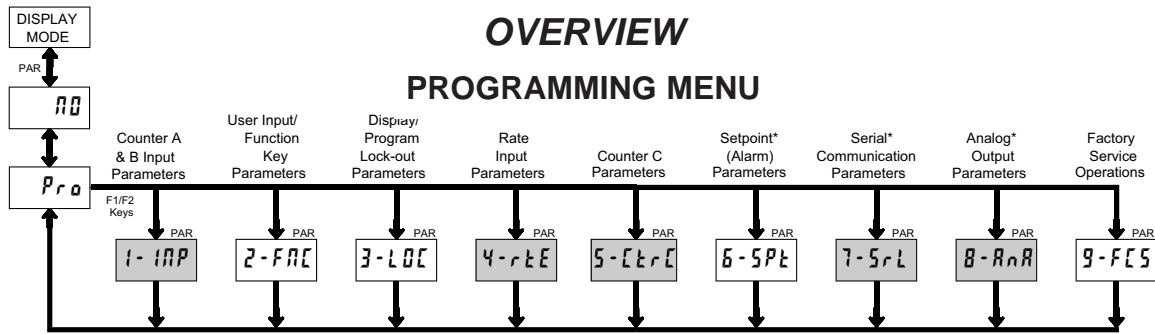 DISPLAY
MODE
OVERVIEW
PAR
PROGRAMMING MENU
NO
Counter A
& B Input
Parameters
User Input/
Function
Key
Parameters
Display/
Program
Lock-out
Parameters
Rate
Input
Parameters
Counter C
Parameters
Setpoint*
(Alarm)
Parameters
Serial*
Communication
Parameters
Analog*
Output
Parameters
Factory
Service
Operations
Pro
F1/F2
Keys
PAR
PAR
PAR
PAR
PAR
PAR
PAR
PAR
PAR
1-INP
2-FNC
3-LOC
4-rtE
5-CtrC
6-SPt
7-SrL
8-AnA
9-FCS